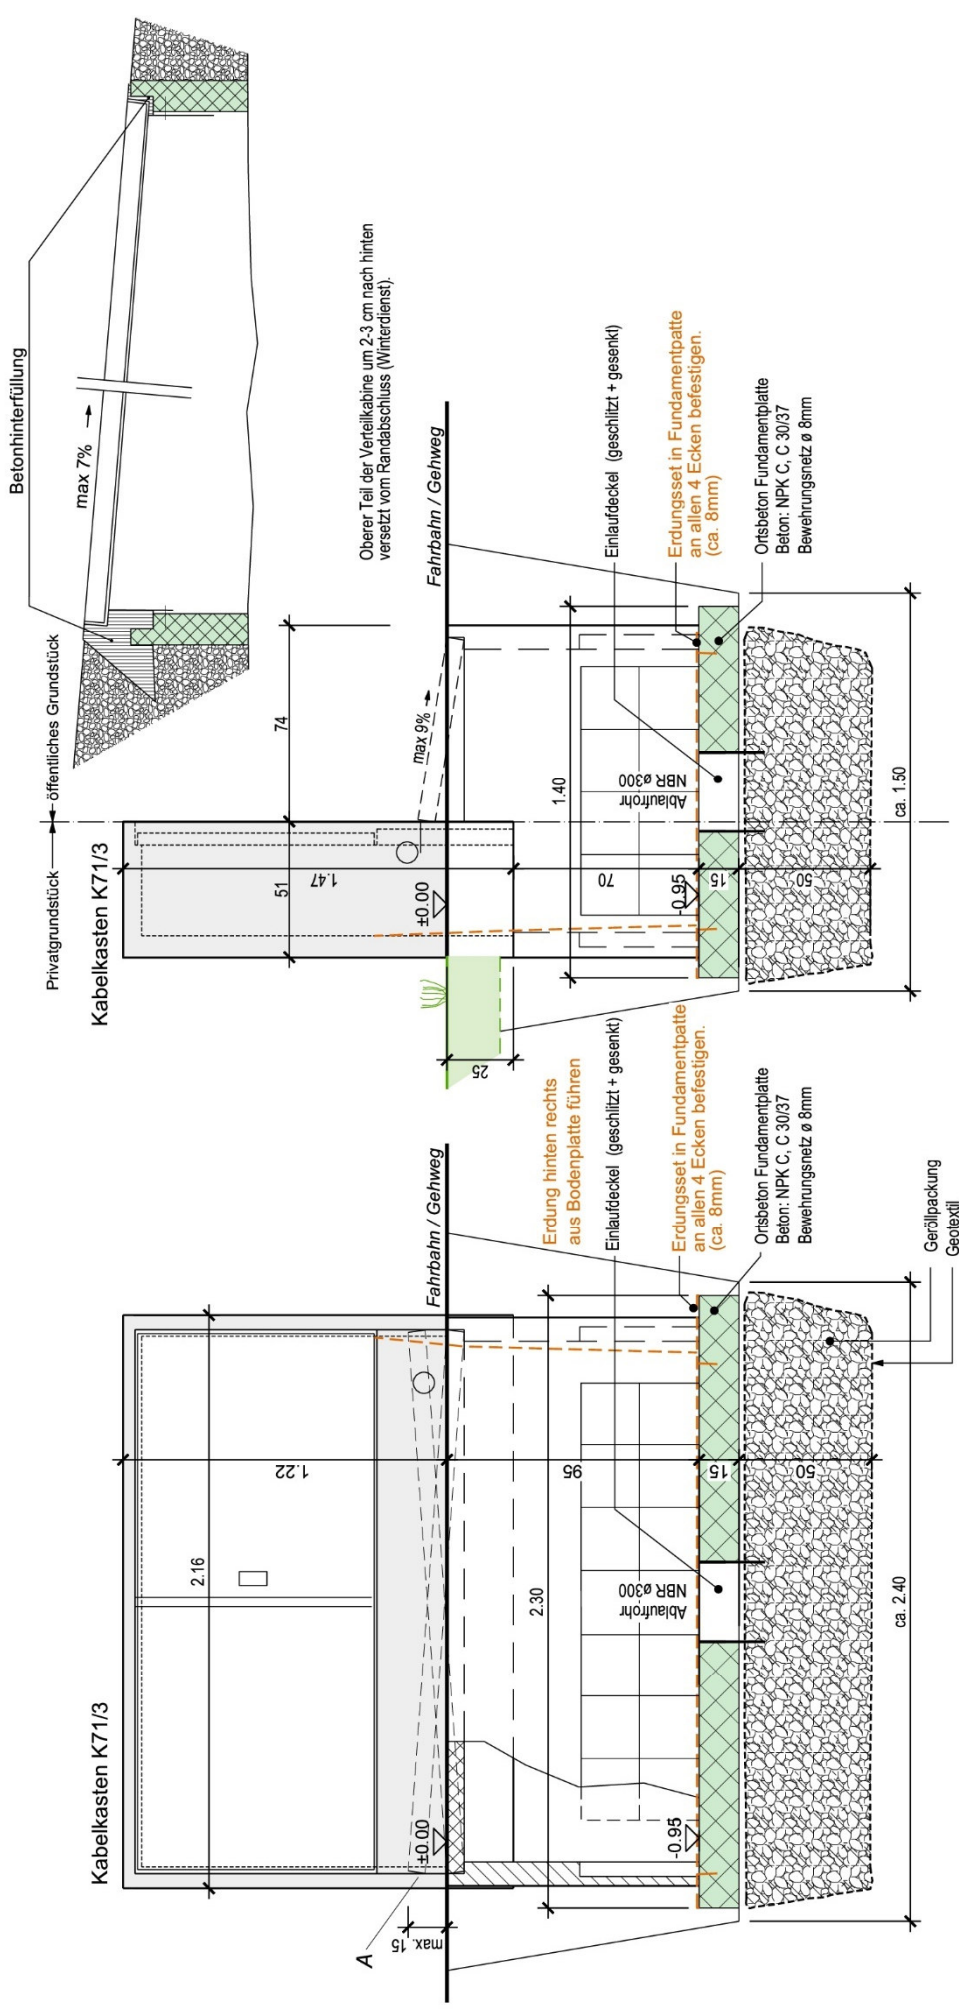 Kabelkasten K71/3
2.16
1.22
A
max. 15
±0.00
Fahrbahn / Gehweg
Erdung hinten rechts
aus Bodenplatte führen
2.30
95
Einlaufdeckel (geschlitzt + gesenkt)
Ablaufrohr
NBR ø300
Erdungsset in Fundamentpatte
an allen 4 Ecken befestigen.
(ca. 8mm)
-0.95
15
Ortsbeton Fundamentplatte
Beton: NPK C, C 30/37
Bewehrungsnetz ø 8mm
50
ca. 2.40
Geröllpackung
Geotextil
Privatgrundstück
öffentliches Grundstück
Kabelkasten K71/3
51
74
1.47
±0.00
max 9%
25
Oberer Teil der Verteilkabine um 2-3 cm nach hinten
versetzt vom Randabschluss (Winterdienst).
Fahrbahn / Gehweg
1.40
70
Einlaufdeckel (geschlitzt + gesenkt)
Ablaufrohr
NBR ø300
Erdungsset in Fundamentpatte
an allen 4 Ecken befestigen.
(ca. 8mm)
-0.95
15
Ortsbeton Fundamentplatte
Beton: NPK C, C 30/37
Bewehrungsnetz ø 8mm
50
ca. 1.50
Betonhinterfüllung
max 7%